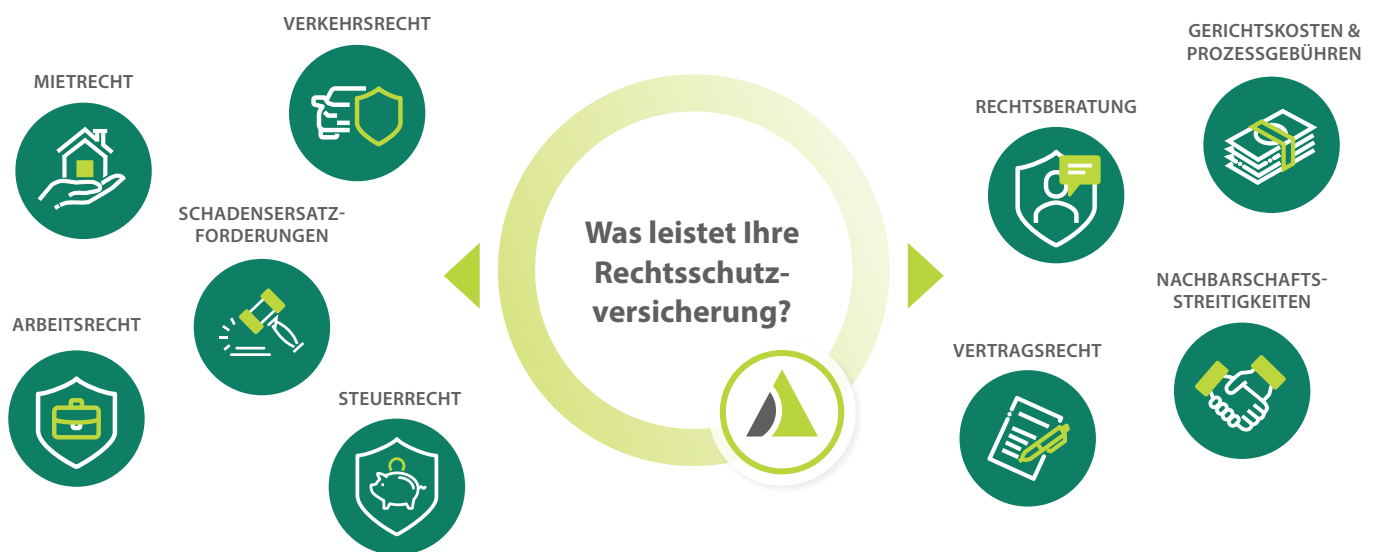 VERKEHRSRECHT
MIETRECHT
SCHADENSERSATZ-
FORDERUNGEN
ARBEITSRECHT
STEUERRECHT
Was leistet Ihre
Rechtsschutz-
versicherung?
GERICHTSKOSTEN &
PROZESSGEBÜHREN
RECHTSBERATUNG
NACHBARSCHAFTS-
STREITIGKEITEN
VERTRAGSRECHT